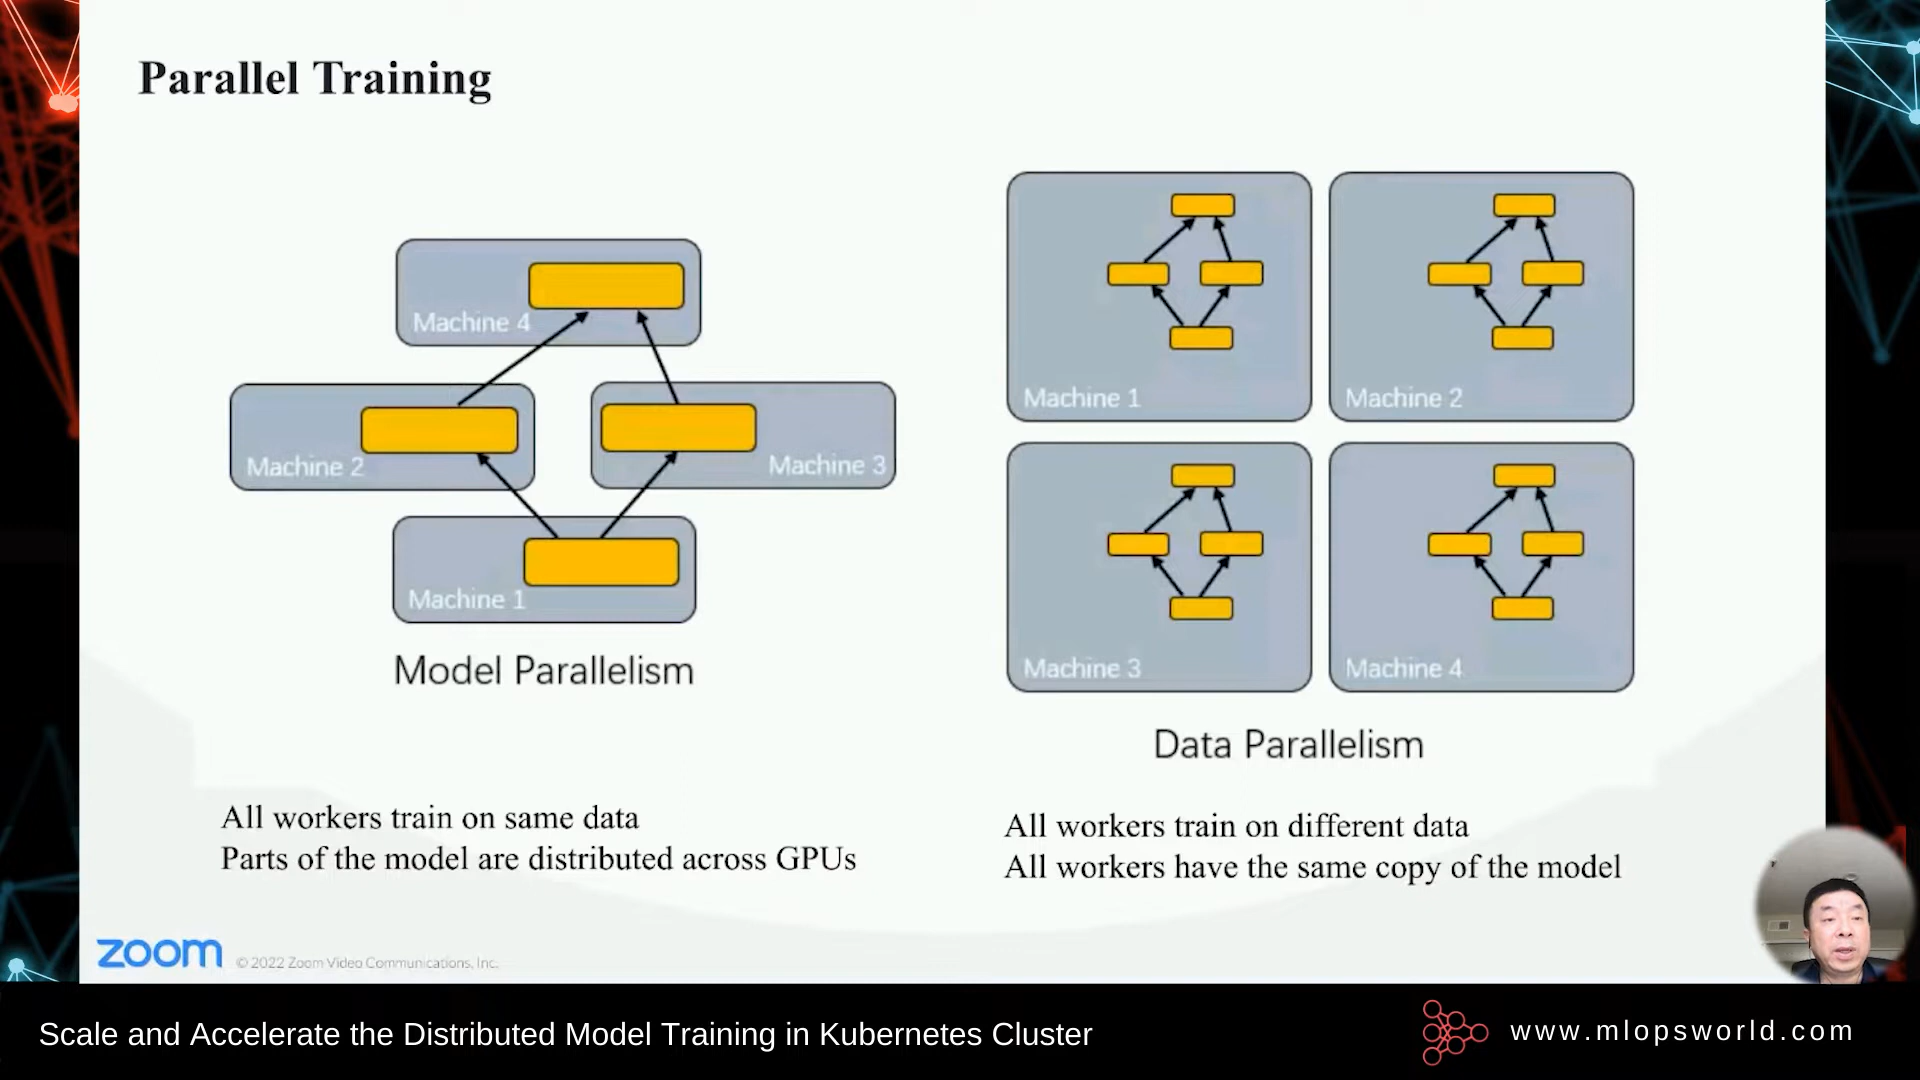 Parallel Training
Machine 4
Machine 2
Machine 3
Machine 1
Model Parallelism
All workers train on same data
Parts of the model are distributed across GPUs
Machine 1
Machine 2
Machine 3
Machine 4
Data Parallelism
All workers train on different data
All workers have the same copy of the model
zoom
© 2022 Zoom Video Communications, Inc.
Scale and Accelerate the Distributed Model Training in Kubernetes Cluster
www.mlopsworld.com